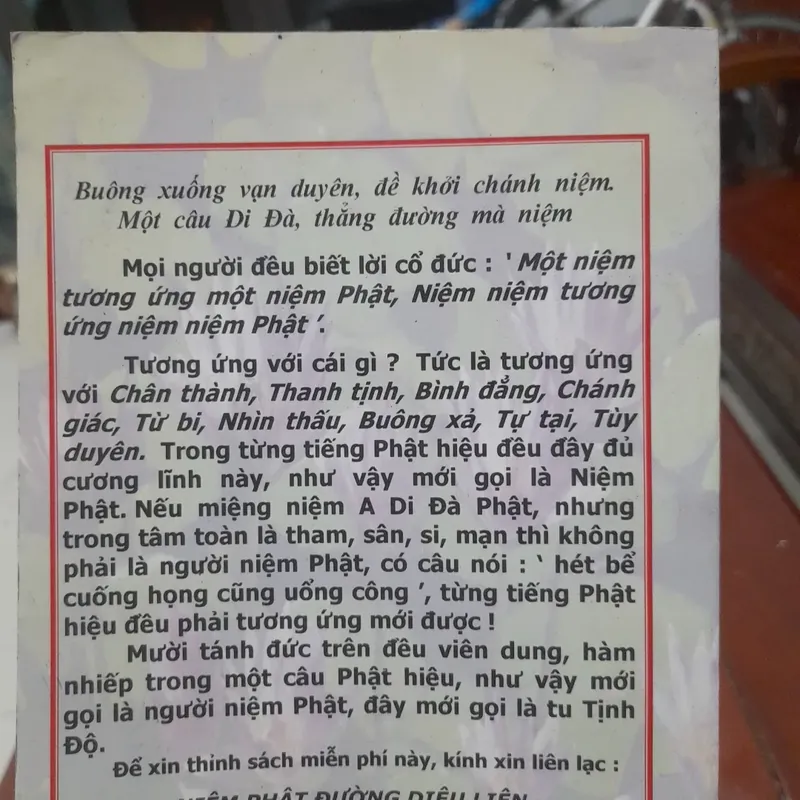 Buông xuống vạn duyên, đề khởi chánh niệm.
Một câu Di Đà, thẳng đường mà niệm
Mọi người đều biết lời cổ đức : ' Một niệm
tương ứng một niệm Phật, Niệm niệm tương
ứng niệm niệm Phật ’.
Tương ứng với cái gì ? Tức là tương ứng
với Chân thành, Thanh tịnh, Bình đẳng, Chánh
giác, Từ bi, Nhìn thấu, Buông xả, Tự tại, Tùy
duyên. Trong từng tiếng Phật hiệu đều đầy đủ
cương lĩnh này, như vậy mới gọi là Niệm
Phật. Nếu miệng niệm A Di Đà Phật, nhưng
trong tâm toàn là tham, sân, si, mạn thì không
phải là người niệm Phật, có câu nói : ‘ hét bể
cuống họng cũng uổng công ’, từng tiếng Phật
hiệu đều phải tương ứng mới được !
Mười tánh đức trên đều viên dung, hàm
nhiếp trong một câu Phật hiệu, như vậy mới
gọi là người niệm Phật, đây mới gọi là tu Tịnh
Độ.
Để xin thỉnh sách miễn phí này, kính xin liên lạc :
NIỆM PHẬT ĐƯỜNG DIỆU LIÊN